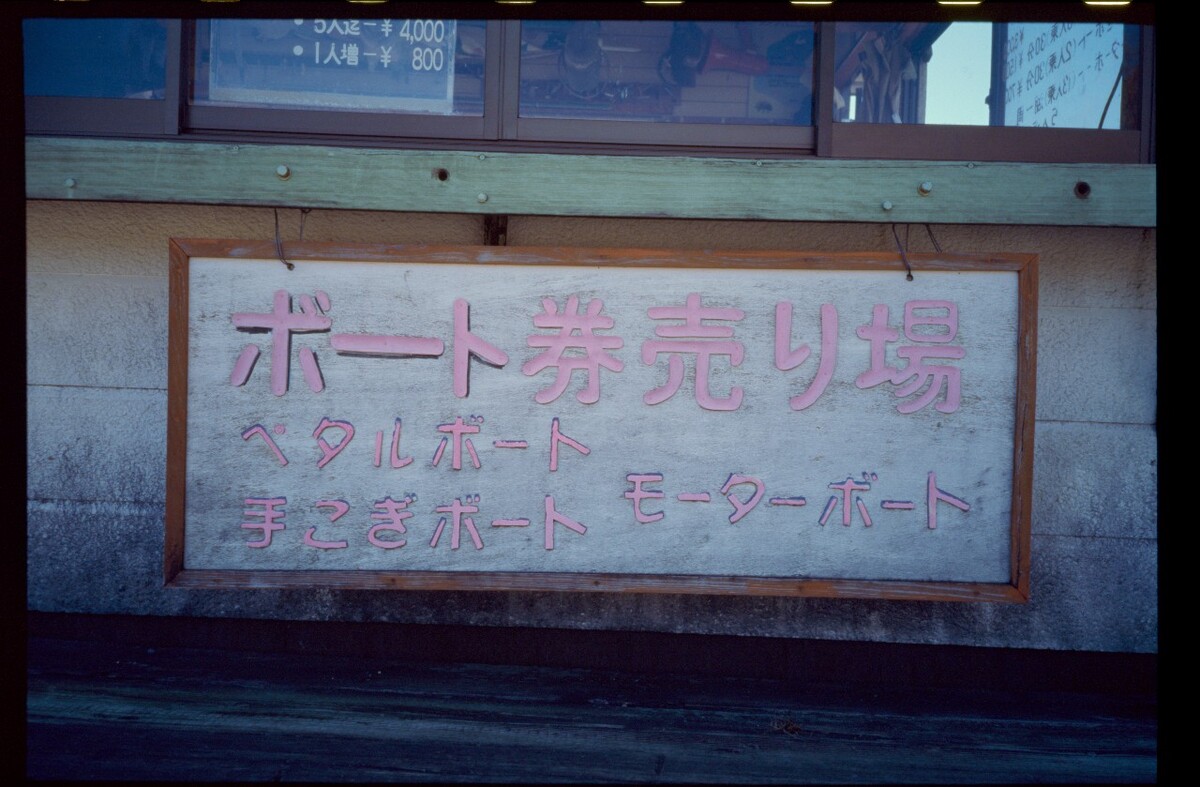 • 5人迄－¥4,000
• 1人増－¥ 800
ボート券売り場
ペタルボート
手こぎボート
モーターボート